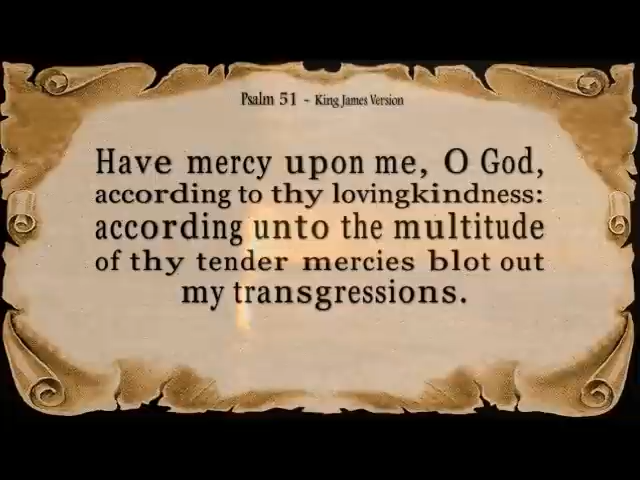 Psalm 51 - King James Version
Have mercy upon me, O God,
according to thy lovingkindness:
according unto the multitude
of thy tender mercies blot out
my transgressions.